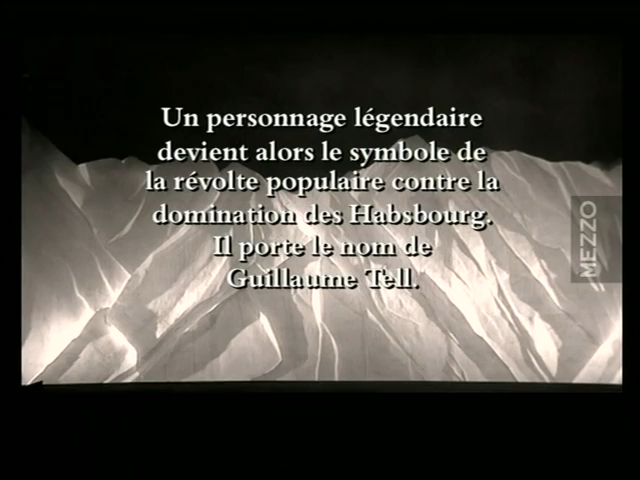 Un personnage légendaire
devient alors le symbole de
la révolte populaire contre la
domination des Habsbourg.
Il porte le nom de
Guillaume Tell.
MEZZO